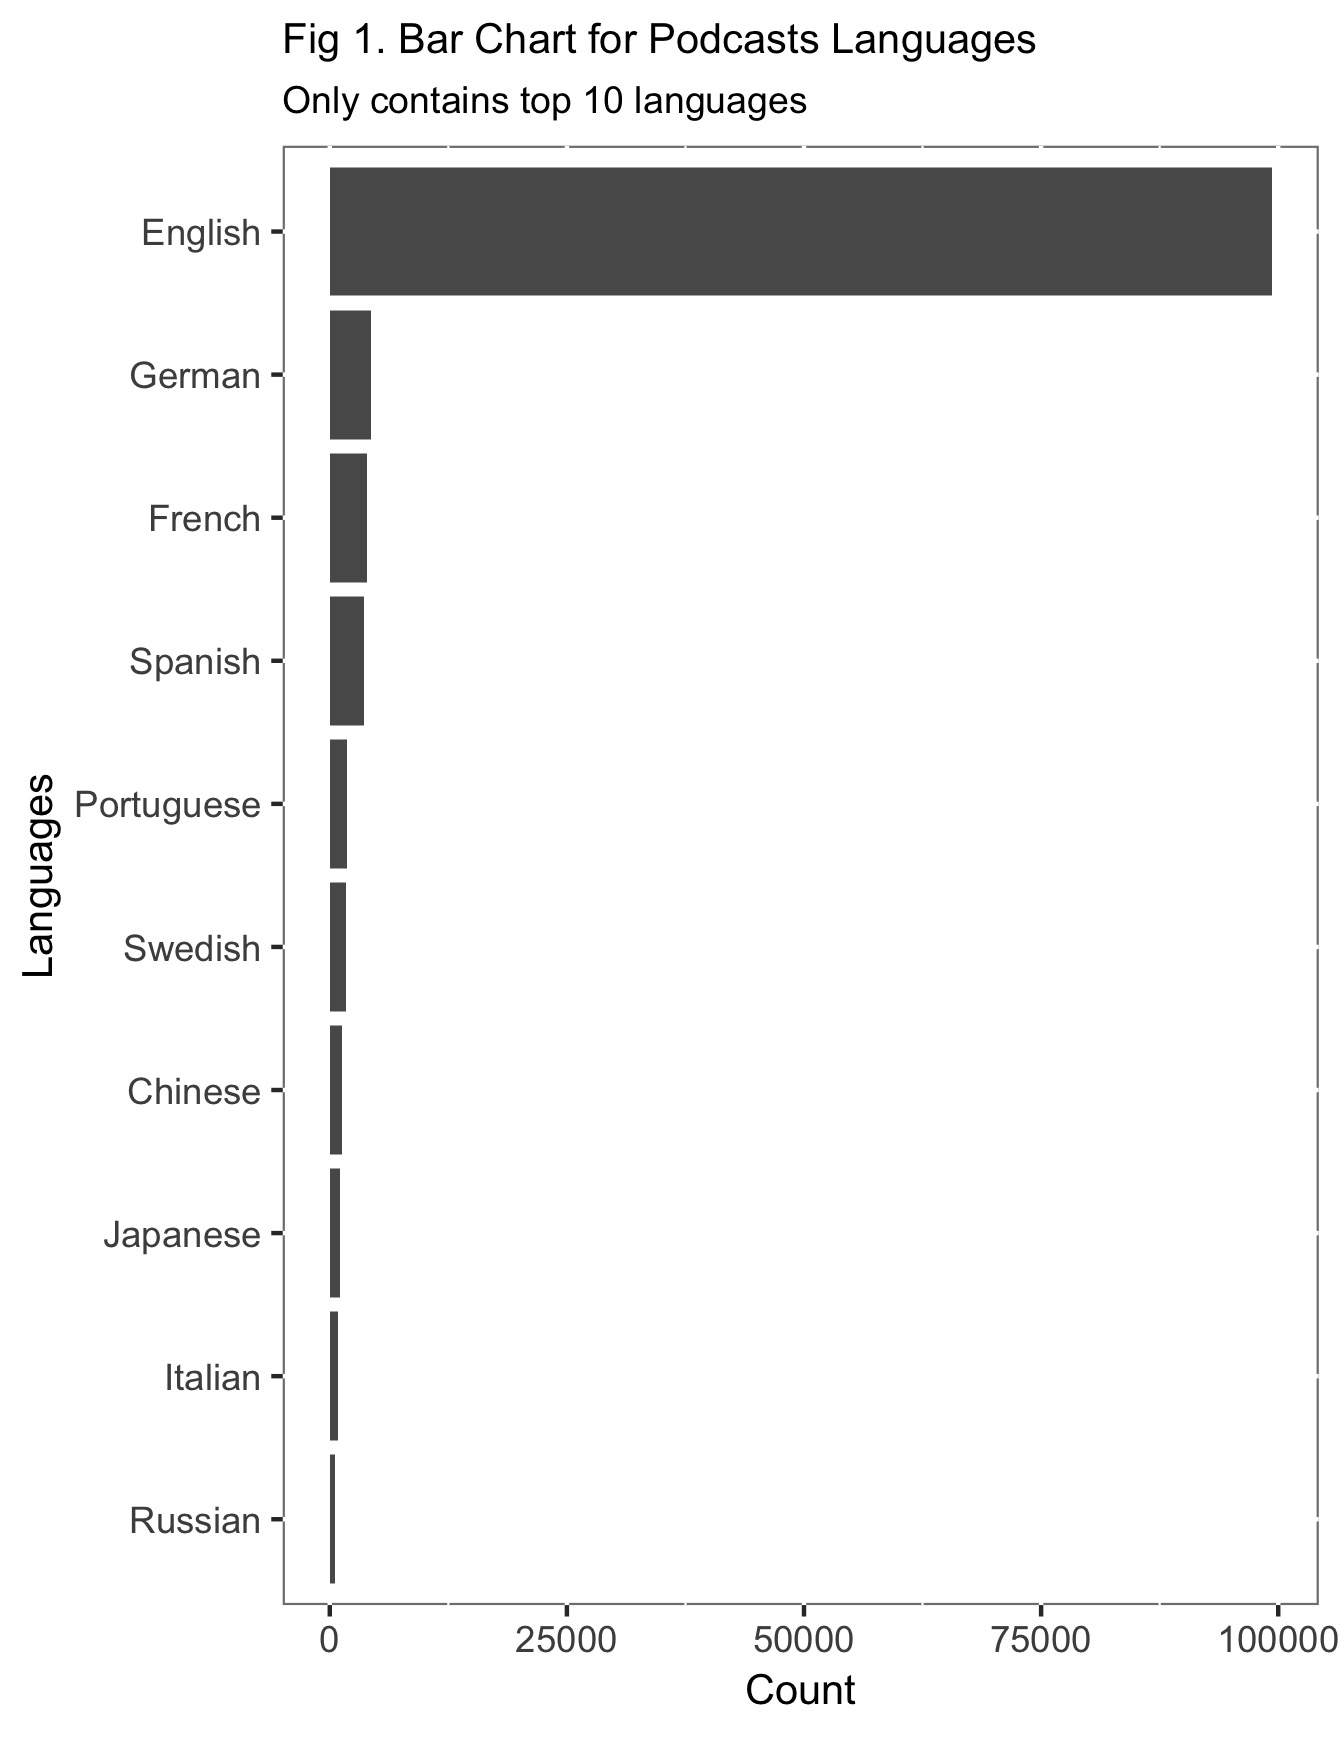 Fig 1. Bar Chart for Podcasts Languages
Only contains top 10 languages
Languages
English
German
French
Spanish
Portuguese
Swedish
Chinese
Japanese
Italian
Russian
0 25000 50000 75000 100000
Count